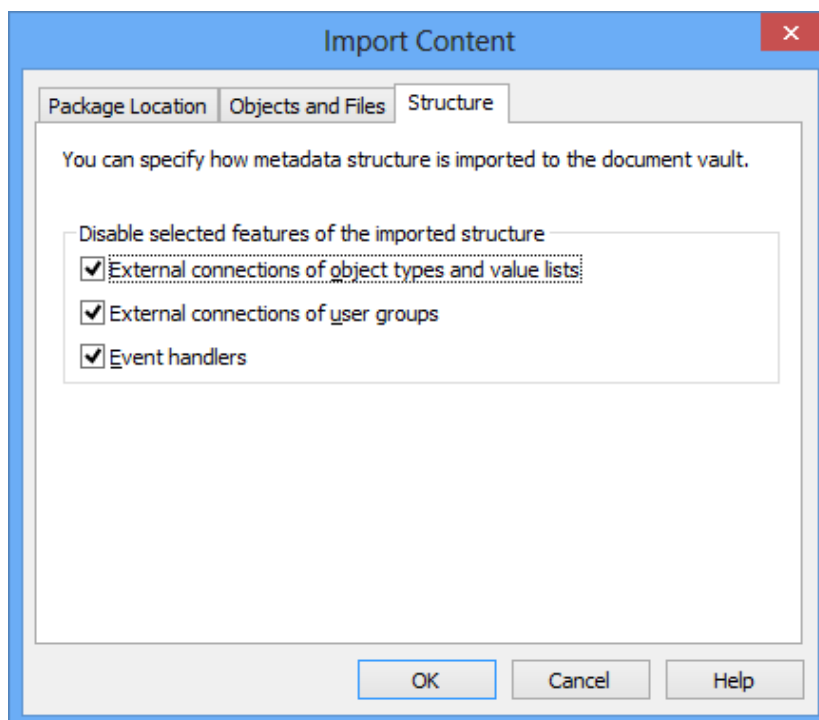 Import Content
Package Location Objects and Files Structure
You can specify how metadata structure is imported to the document vault.
Disable selected features of the imported structure
External connections of object types and value lists
External connections of user groups
Event handlers
OK Cancel Help